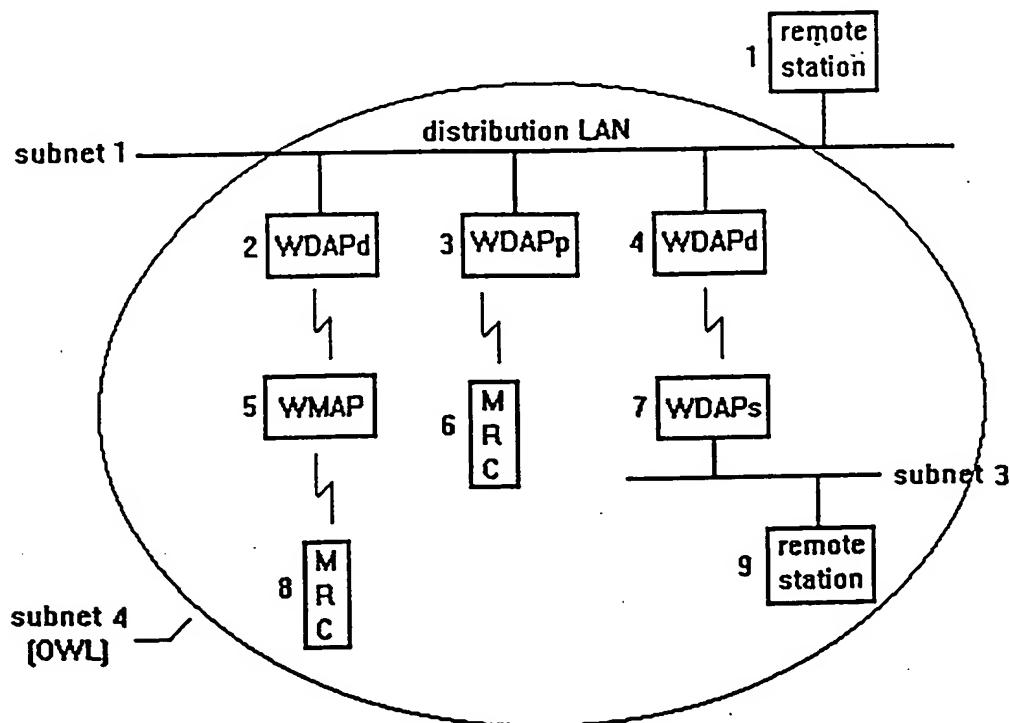 1 remote
station
distribution LAN
subnet 1
2 WDAPd
3 WDAPp
4 WDAPd
5 WMAP
6 M
R
C
7 WDAPs
subnet 3
8 M
R
C
9 remote
station
subnet 4
[OWL]